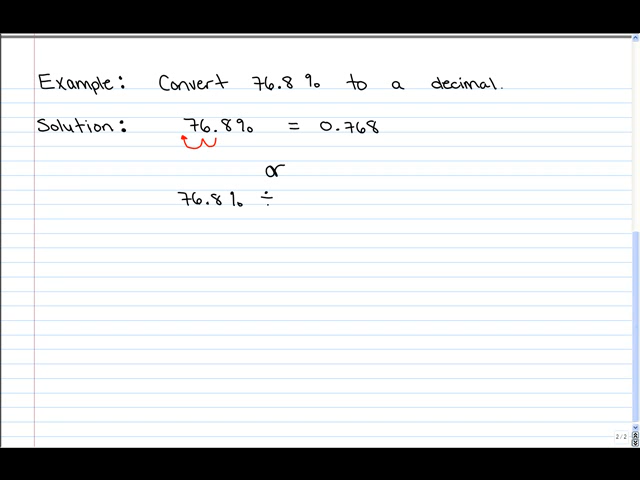 Example: Convert 76.8% to a decimal.
Solution: 76.8% = 0.768
or
76.8% ÷
2/2